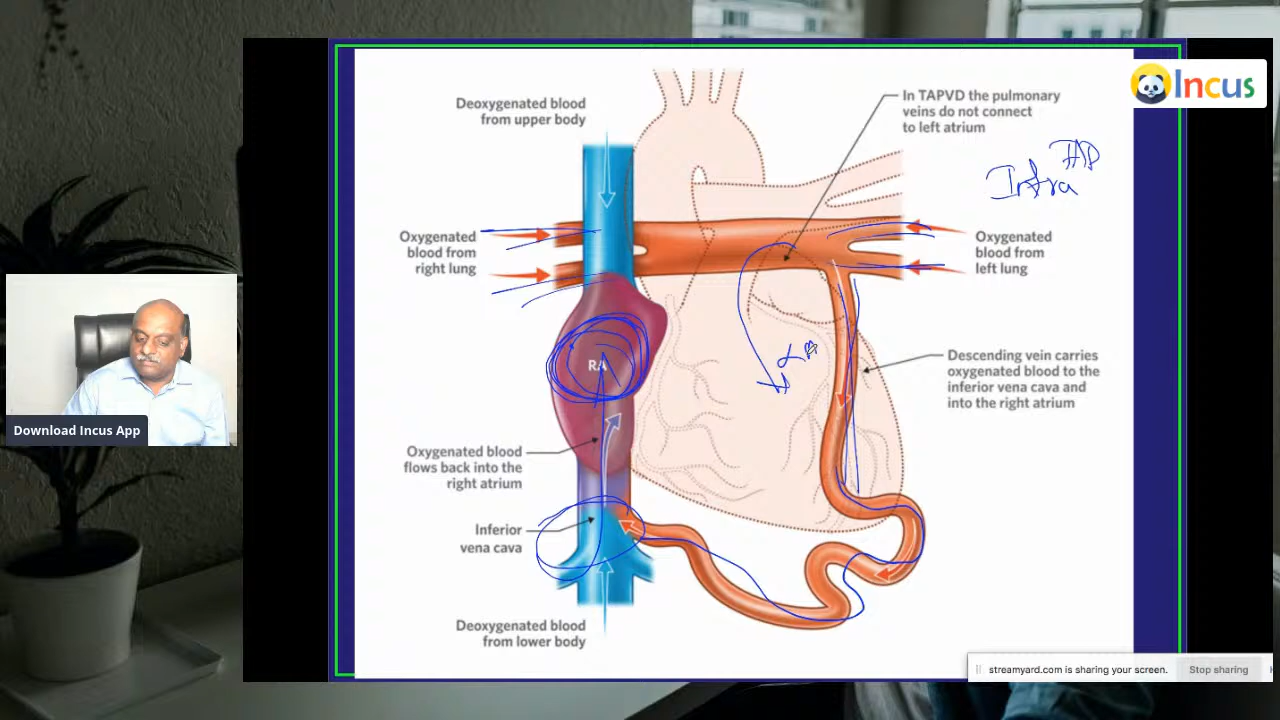 Incus
Deoxygenated blood
from upper body
In TAPVD the pulmonary
veins do not connect
to left atrium
TAP
Infra
Oxygenated
blood from
right lung
Oxygenated
blood from
left lung
RA
LA
Descending vein carries
oxygenated blood to the
inferior vena cava and
into the right atrium
Download Incus App
Oxygenated blood
flows back into the
right atrium
Inferior
vena cava
Deoxygenated blood
from lower body
streamyard.com is sharing your screen.
Stop sharing